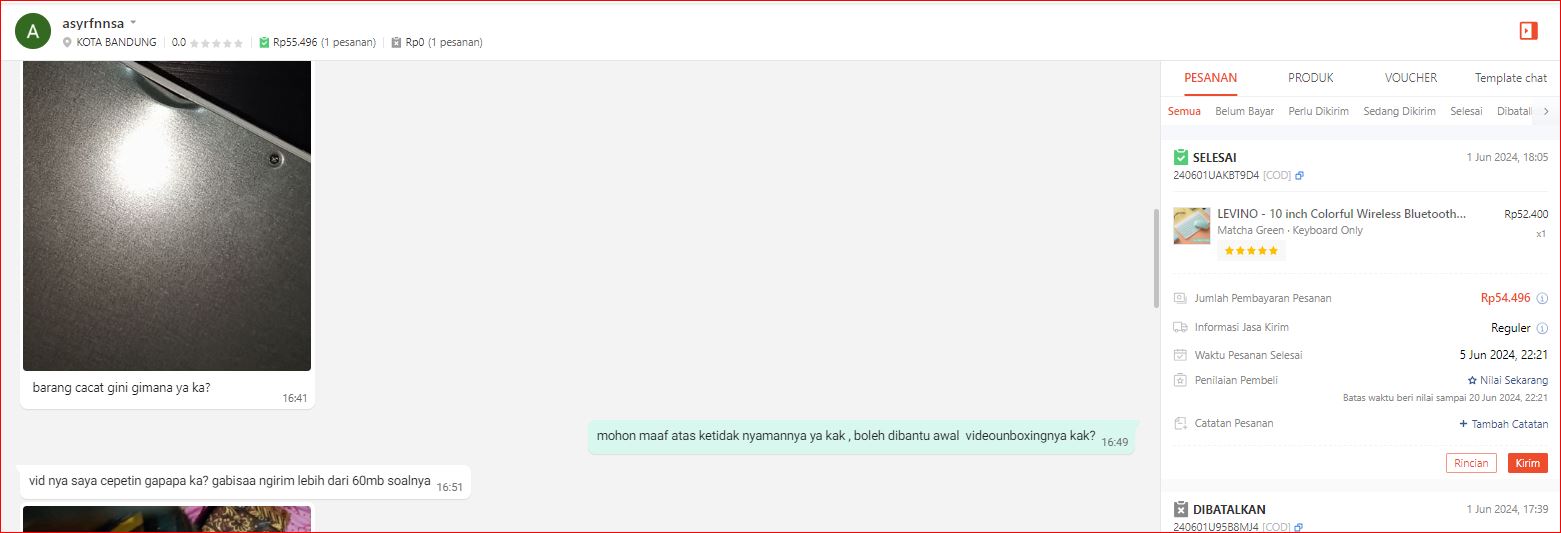 A
asyrfnnsa
KOTA BANDUNG
0.0
Rp55.496 (1 pesanan)
Rp0 (1 pesanan)
barang cacat gini gimana ya ka?
16:41
mohon maaf atas ketidak nyamannya ya kak , boleh dibantu awal  videounboxingnya kak?
16:49
vid nya saya cepetin gapapa ka? gabisaa ngirim lebih dari 60mb soalnya
16:51
PESANAN
PRODUK
VOUCHER
Template chat
Semua
Belum Bayar
Perlu Dikirim
Sedang Dikirim
Selesai
Dibatal
SELESAI
1 Jun 2024, 18:05
240601UAKBT9D4 [COD]
LEVINO - 10 inch Colorful Wireless Bluetooth...
Rp52.400
Matcha Green · Keyboard Only
x1
Jumlah Pembayaran Pesanan
Rp54.496
Informasi Jasa Kirim
Reguler
Waktu Pesanan Selesai
5 Jun 2024, 22:21
Penilaian Pembeli
Nilai Sekarang
Batas waktu beri nilai sampai 20 Jun 2024, 22:21
Catatan Pesanan
+ Tambah Catatan
Rincian
Kirim
DIBATALKAN
1 Jun 2024, 17:39
240601U95B8MJ4 [COD]